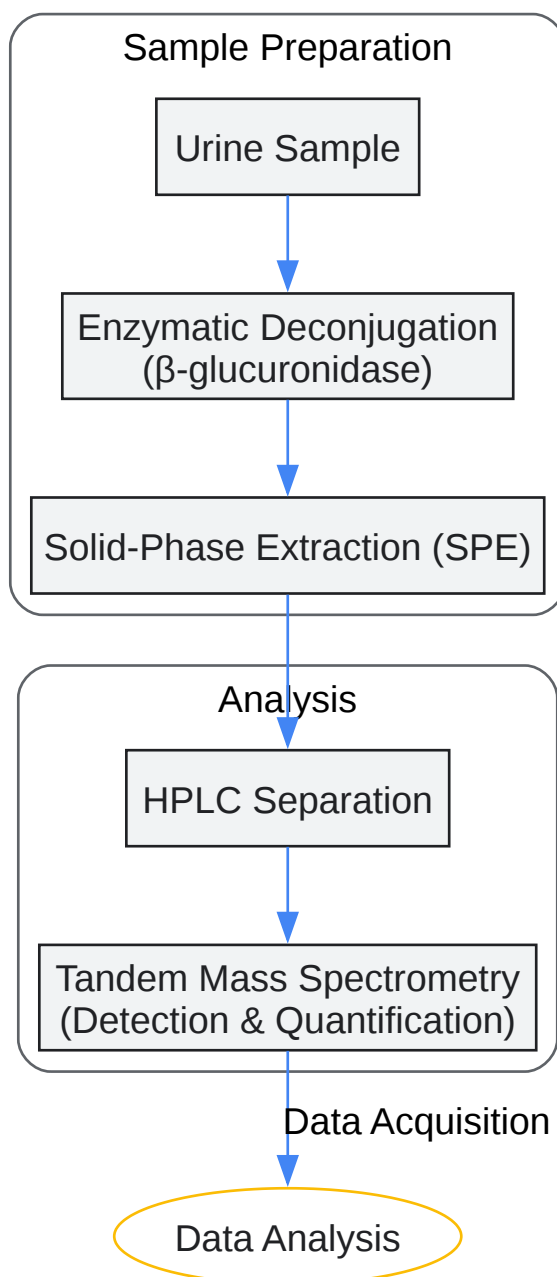 Sample Preparation
Urine Sample
Enzymatic Deconjugation
(β-glucuronidase)
Solid-Phase Extraction (SPE)
Analysis
HPLC Separation
Tandem Mass Spectrometry
(Detection & Quantification)
Data Acquisition
Data Analysis